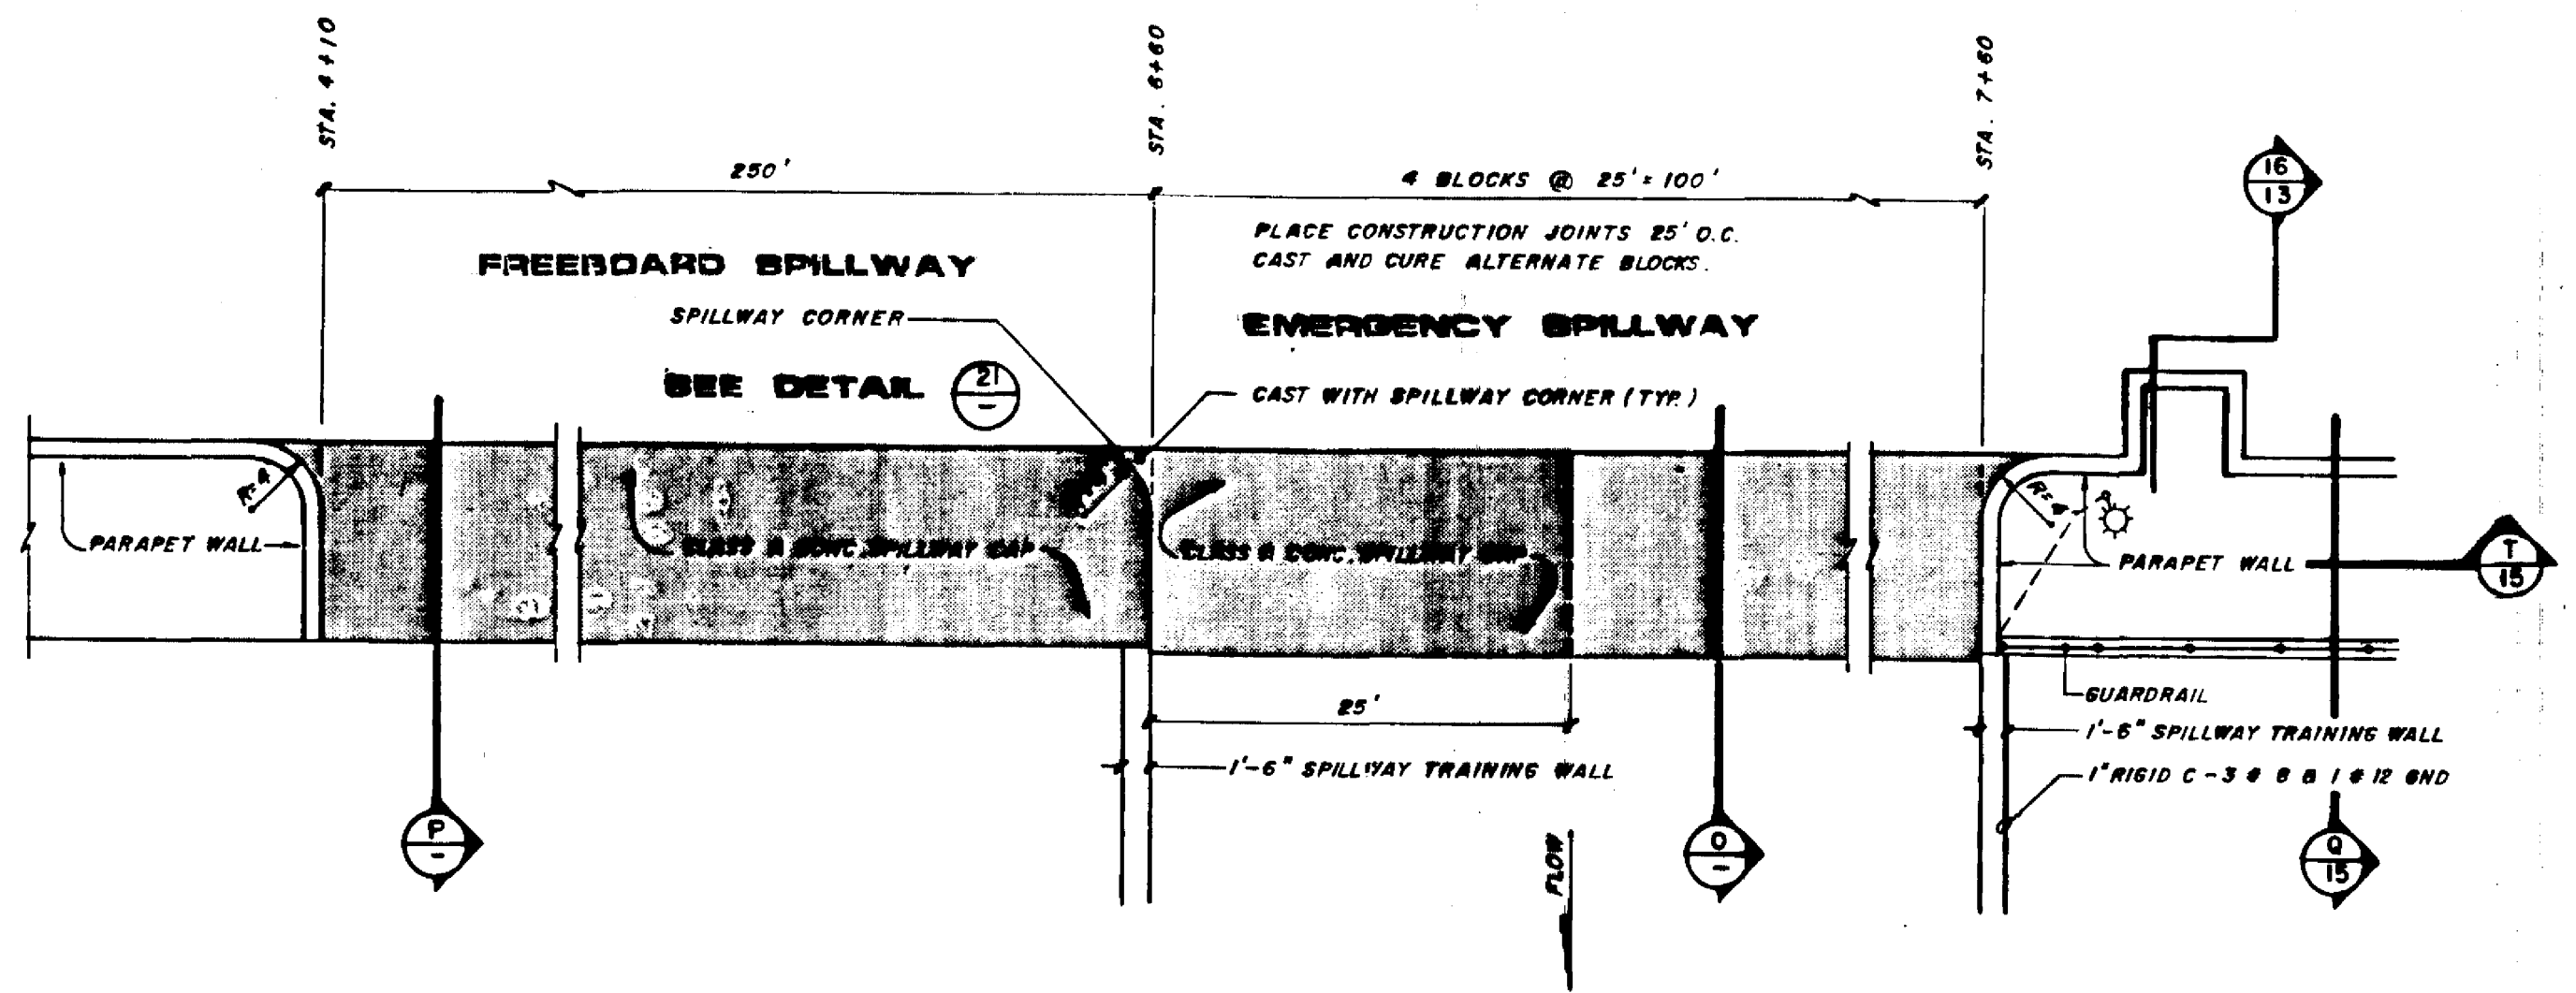 STA. 4+10
STA. 6+60
STA. 7+60
250'
4 BLOCKS @ 25' = 100'
16
13
PLACE CONSTRUCTION JOINTS 25' O.C.
CAST AND CURE ALTERNATE BLOCKS.
FREEBOARD SPILLWAY
SPILLWAY CORNER
EMERGENCY SPILLWAY
SEE DETAIL
21
-
CAST WITH SPILLWAY CORNER (TYP.)
R=4'
R=4'
PARAPET WALL
CLASS A CONC. SPILLWAY CAP
CLASS A CONC. SPILLWAY CAP
PARAPET WALL
T
15
GUARDRAIL
25'
1'-6" SPILLWAY TRAINING WALL
1'-6" SPILLWAY TRAINING WALL
1" RIGID C-3 # 8 & 1 # 12 GND
P
-
FLOW
O
-
Q
15